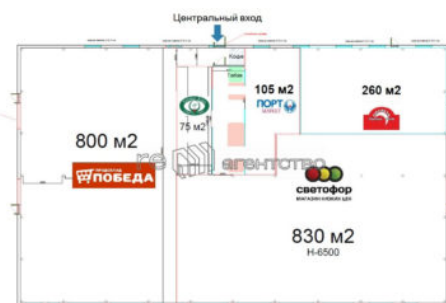 Центральный вход
Кофе
Табак
105 м2
ПОРТ
260 м2
75 м2
800 м2
ПОБЕДА
агентство
светофор
МАГАЗИН НИЗКИХ ЦЕН
830 м2
Н-6500